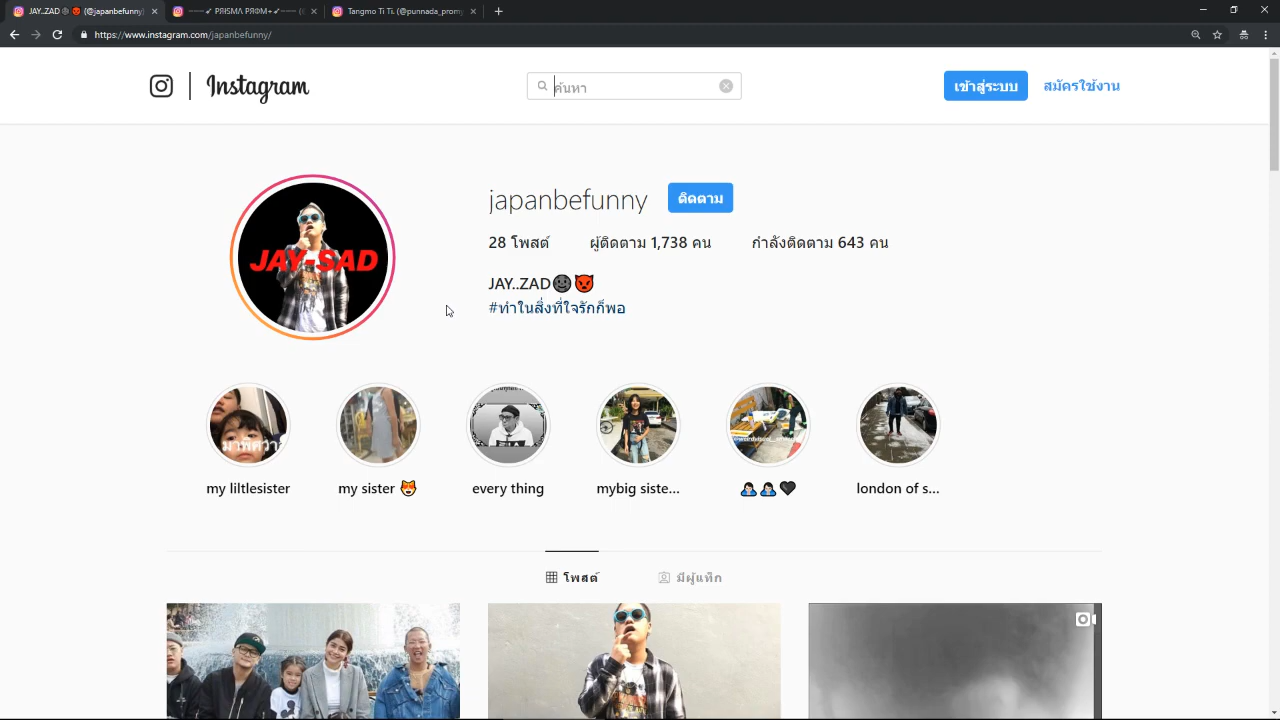 JAY..ZAD🌚😈 (@japanbefunny)
Tangmo Ti Ti. (@punnada_promy
https://www.instagram.com/japanbefunny/
Instagram
ค้นหา
เข้าสู่ระบบ
สมัครใช้งาน
japanbefunny
ติดตาม
28 โพสต์
ผู้ติดตาม 1,738 คน
กำลังติดตาม 643 คน
JAY-SAD
JAY..ZAD🌚😈
#ทำในสิ่งที่ใจรักก็พอ
my liltlesister
my sister 😻
every thing
mybig siste...
london of s...
โพสต์
มีผู้แท็ก